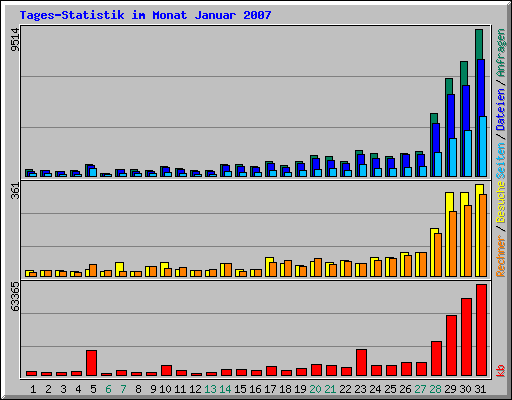 Tages-Statistik im Monat Januar 2007
9514
361
63365
Rechner / Besuche Seiten / Dateien / Anfragen
kb
1 2 3 4 5 6 7 8 9 10 11 12 13 14 15 16 17 18 19 20 21 22 23 24 25 26 27 28 29 30 31